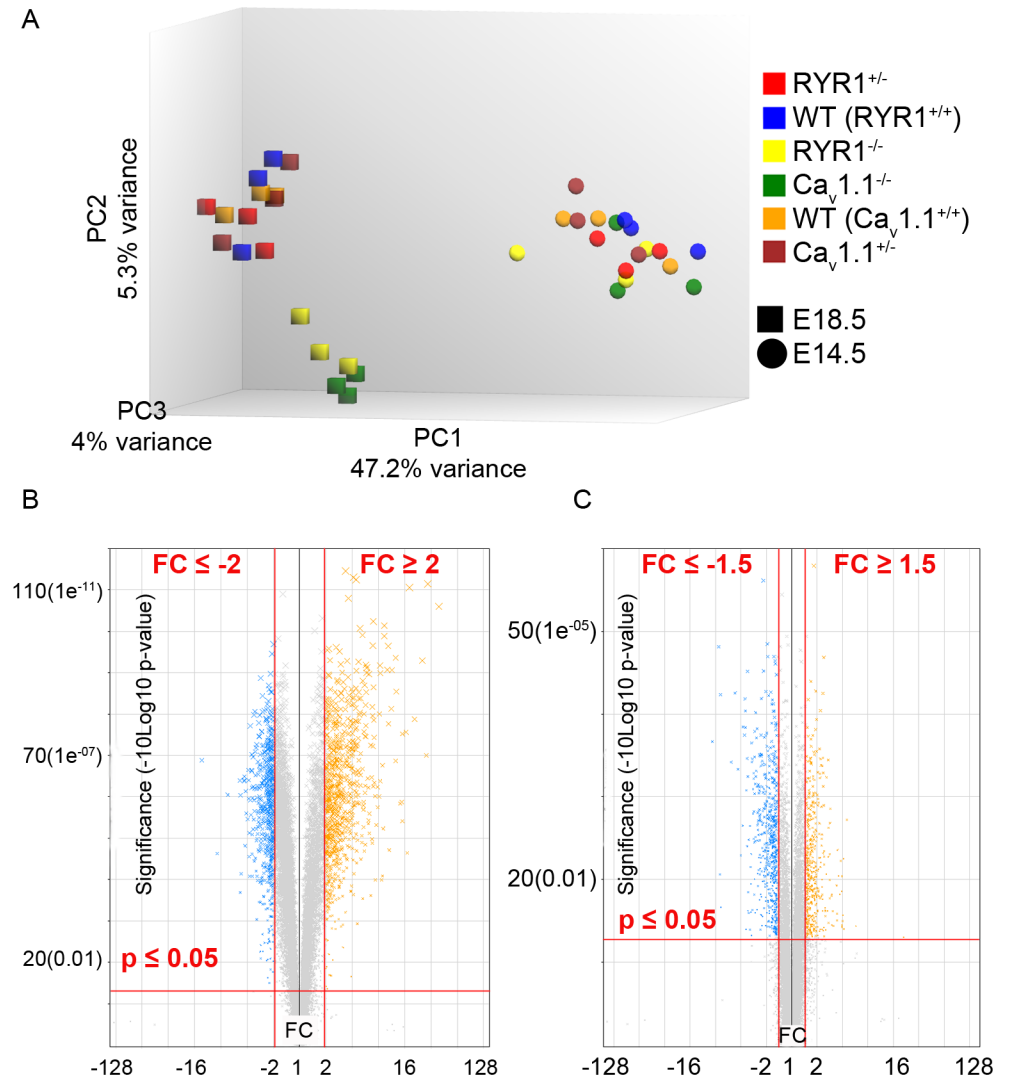 A
PC2
5.3% variance
PC3
4% variance
PC1
47.2% variance
RYR1+/-
WT (RYR1+/+)
RYR1-/-
Cav1.1-/-
WT (Cav1.1+/+)
Cav1.1+/-
E18.5
E14.5
B
FC ≤ -2
FC ≥ 2
110(1e-11)
70(1e-07)
20(0.01)
Significance (-10Log10 p-value)
p ≤ 0.05
FC
-128
-16
-2
1
2
16
128
C
FC ≤ -1.5
FC ≥ 1.5
50(1e-05)
20(0.01)
Significance (-10Log10 p-value)
p ≤ 0.05
FC
-128
-16
-2
1
2
16
128